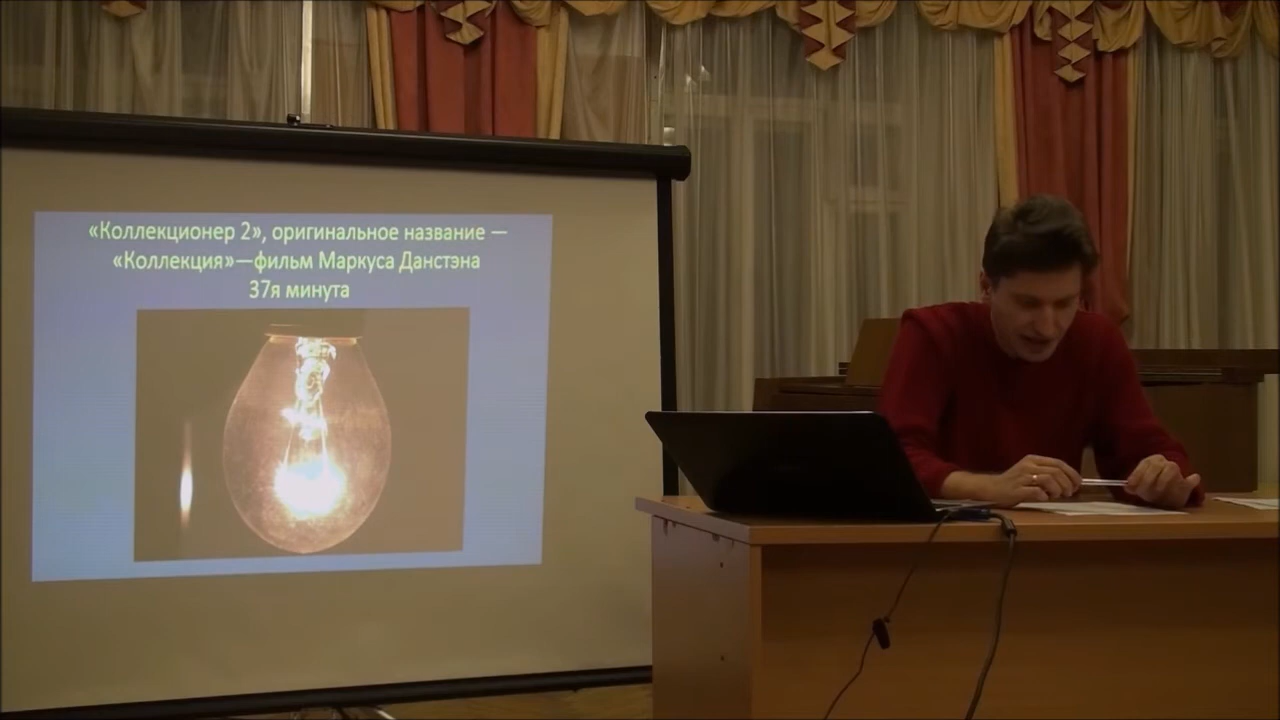 «Коллекционер 2», оригинальное название —
«Коллекция»—фильм Маркуса Данстэна
37я минута